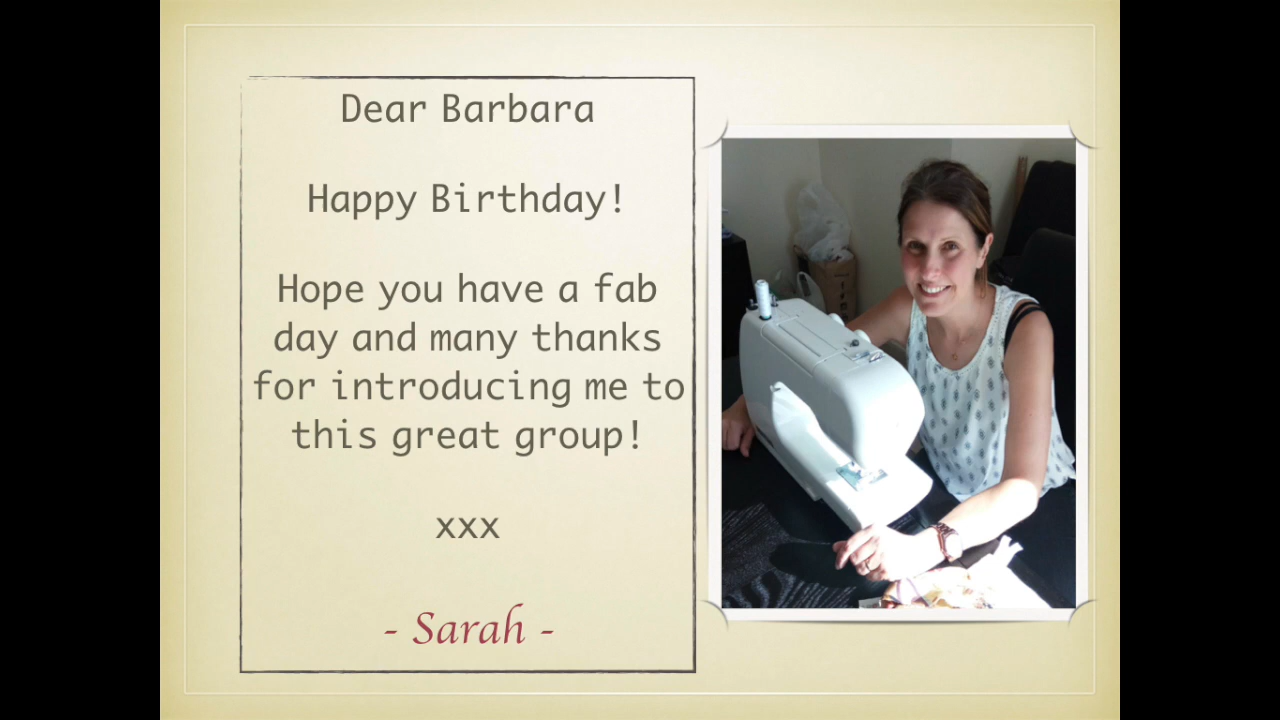 Dear Barbara
Happy Birthday!
Hope you have a fab
day and many thanks
for introducing me to
this great group!
xxx
- Sarah -